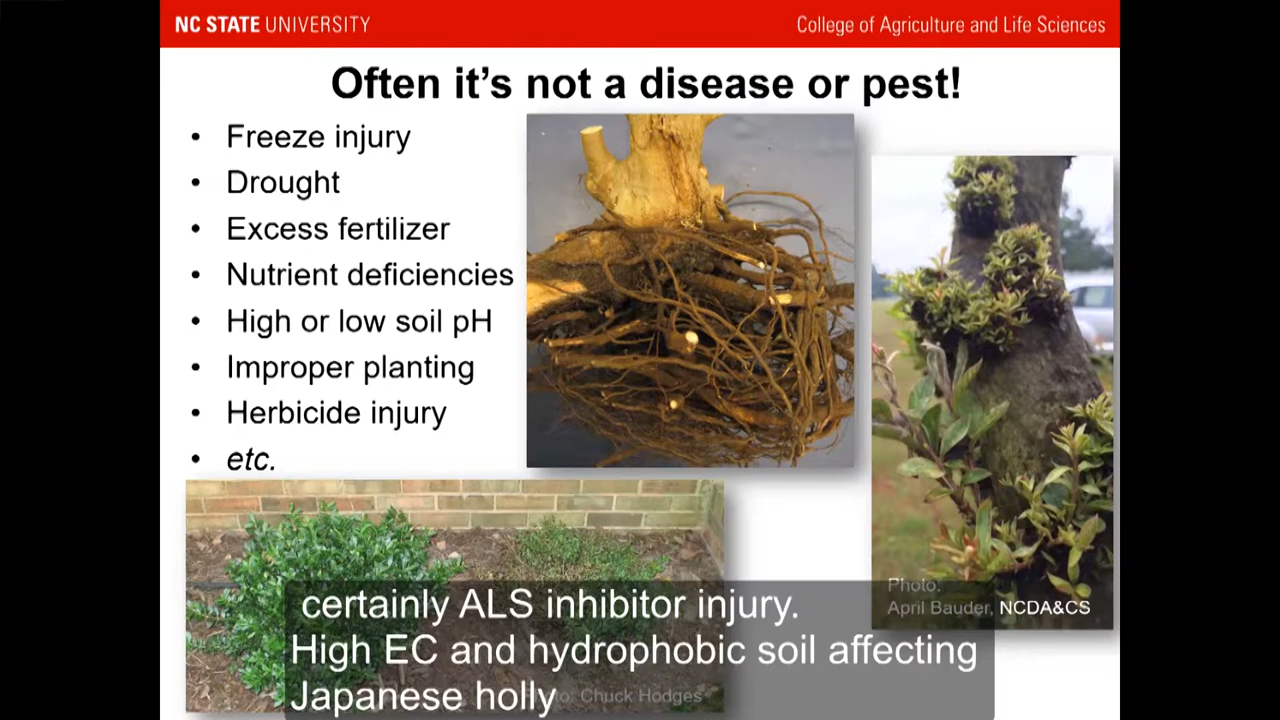 NC STATE UNIVERSITY
College of Agriculture and Life Sciences
Often it's not a disease or pest!
• Freeze injury
• Drought
• Excess fertilizer
• Nutrient deficiencies
• High or low soil pH
• Improper planting
• Herbicide injury
• etc.
Photo:
April Bauder, NCDA&CS
certainly ALS inhibitor injury.
High EC and hydrophobic soil affecting
Japanese holly
Photo: Chuck Hodges